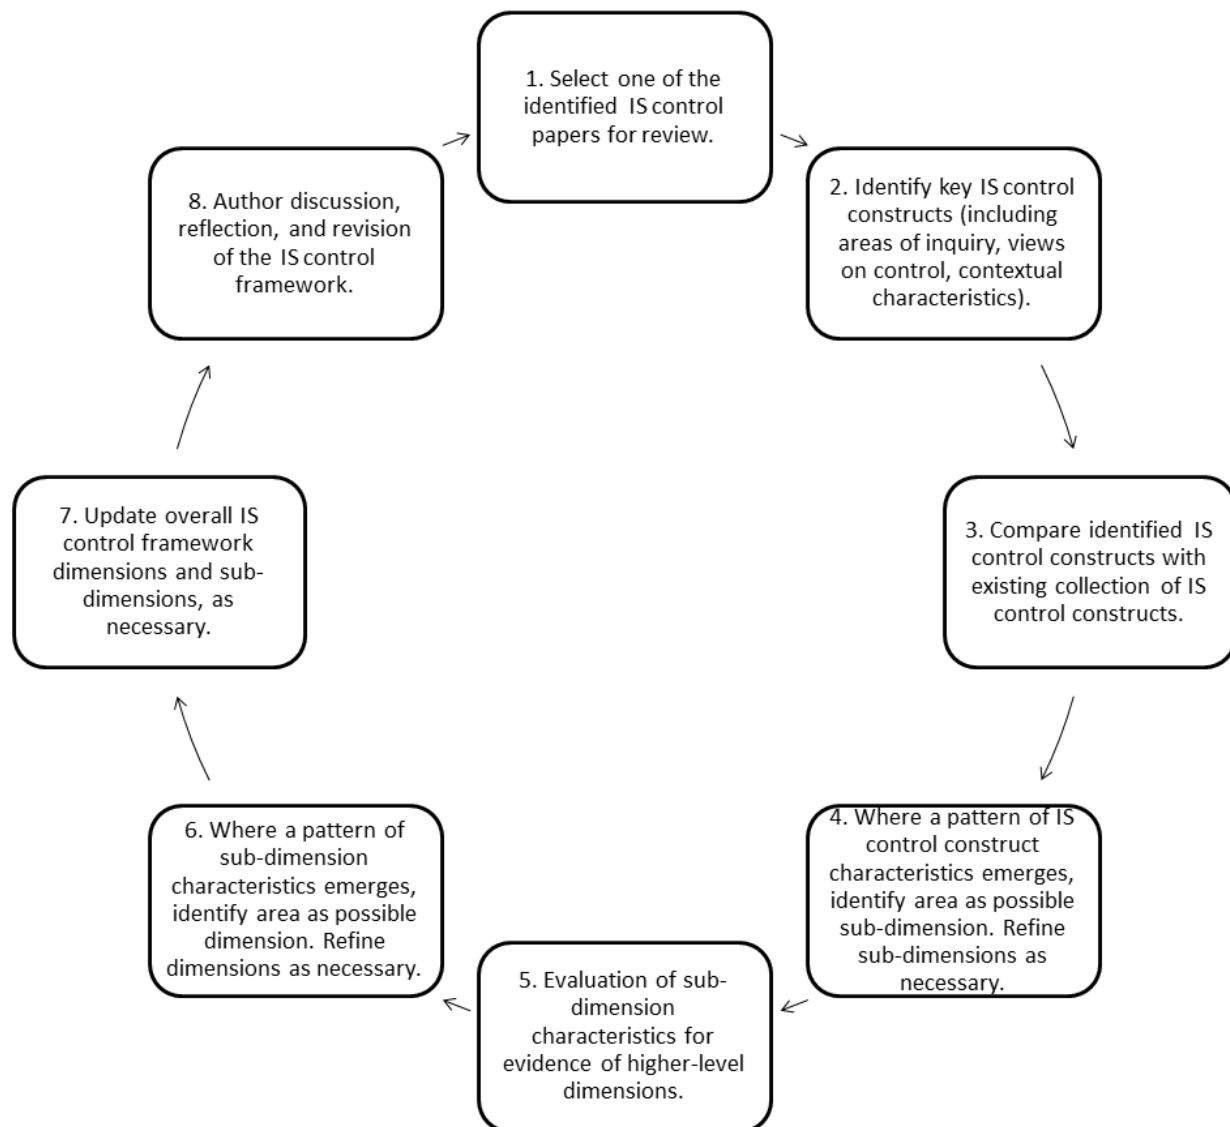 1. Select one of the
identified IS control
papers for review.
2. Identify key IS control
constructs (including
areas of inquiry, views
on control, contextual
characteristics).
3. Compare identified IS
control constructs with
existing collection of IS
control constructs.
4. Where a pattern of IS
control construct
characteristics emerges,
identify area as possible
sub-dimension. Refine
sub-dimensions as
necessary.
5. Evaluation of sub-
dimension
characteristics for
evidence of higher-level
dimensions.
6. Where a pattern of
sub-dimension
characteristics emerges,
identify area as possible
dimension. Refine
dimensions as necessary.
7. Update overall IS
control framework
dimensions and sub-
dimensions, as
necessary.
8. Author discussion,
reflection, and revision
of the IS control
framework.